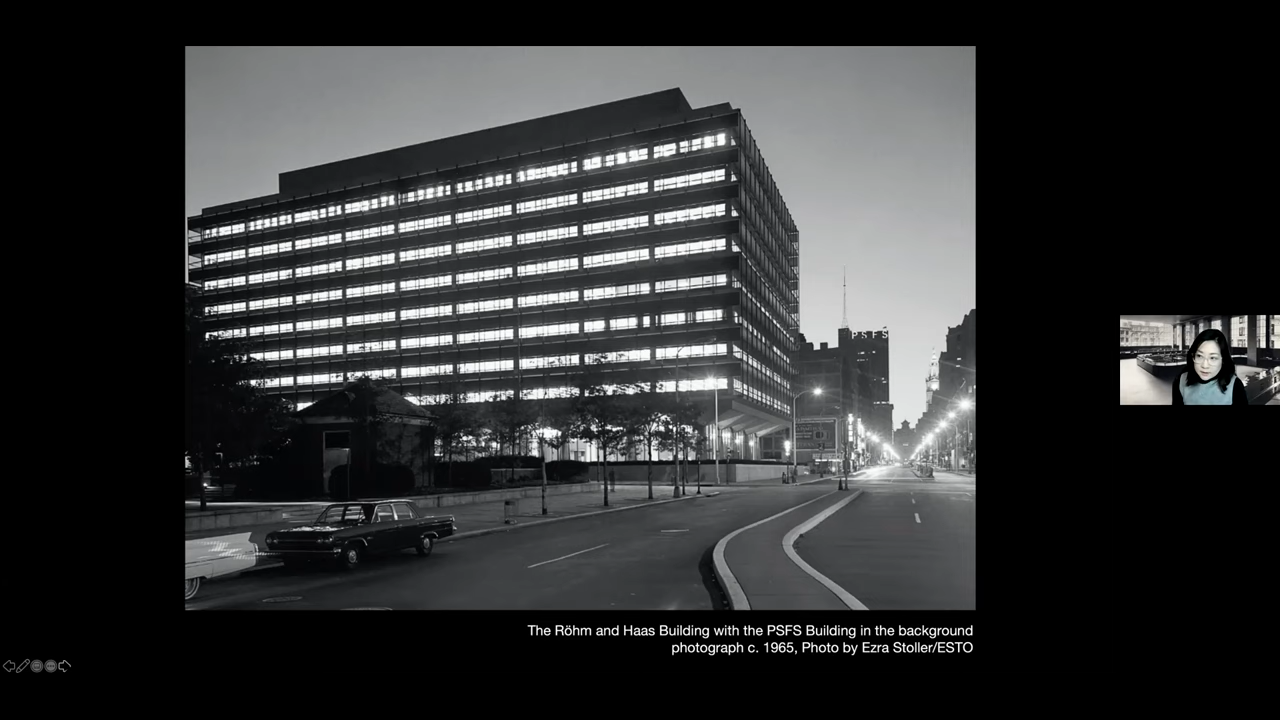 PSFS
The Röhm and Haas Building with the PSFS Building in the background
photograph c. 1965, Photo by Ezra Stoller/ESTO